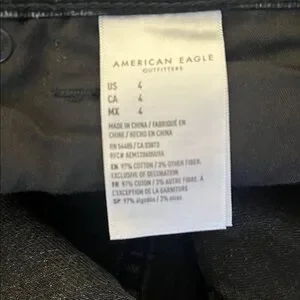 AMERICAN EAGLE
OUTFITTERS
US 4
CA 4
MX 4
MADE IN CHINA / FABRIQUÉ EN
CHINE / HECHO EN CHINA
RN 54485 / CA 03873
RFC#
EN 97% COTTON / 3% OTHER FIBER.
EXCLUSIVE OF DECORATION
FR 97% COTON / 3% AUTRE FIBRE. À
L'EXCEPTION DE LA GARNITURE
SP 97% algodón / 3% otras